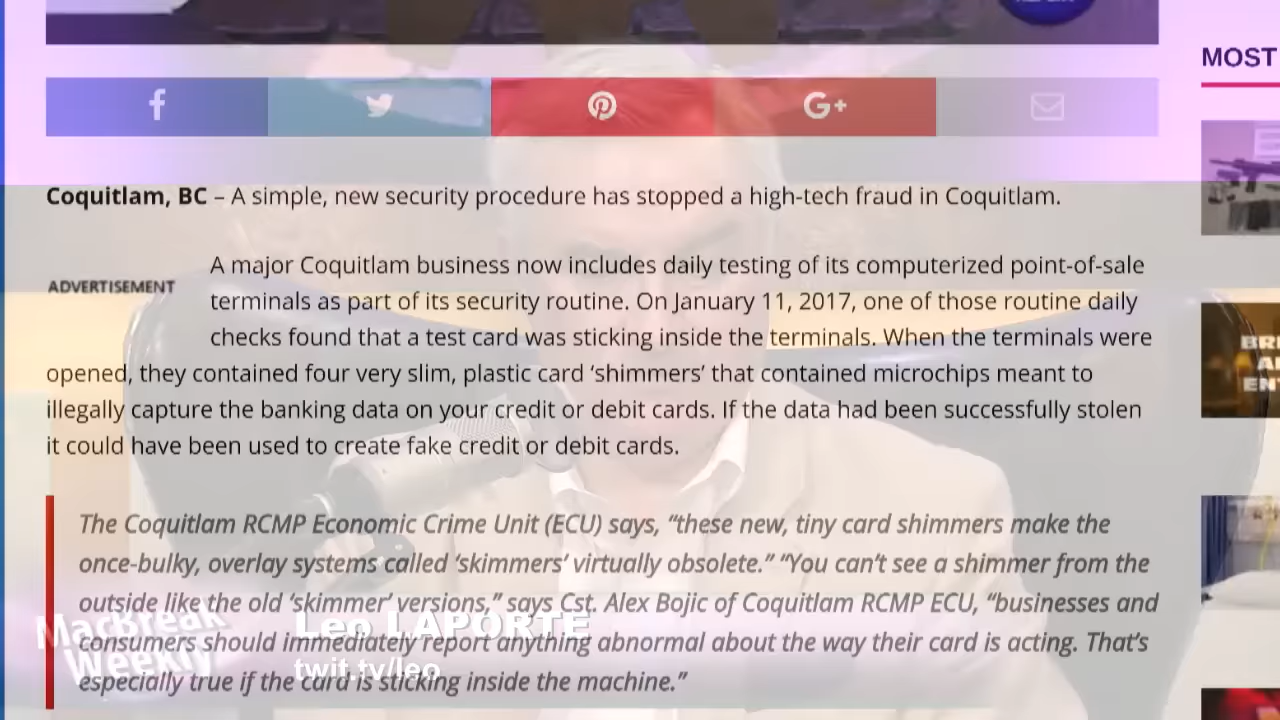 MOST
Coquitlam, BC – A simple, new security procedure has stopped a high-tech fraud in Coquitlam.
ADVERTISEMENT
A major Coquitlam business now includes daily testing of its computerized point-of-sale
terminals as part of its security routine. On January 11, 2017, one of those routine daily
checks found that a test card was sticking inside the terminals. When the terminals were
opened, they contained four very slim, plastic card ‘shimmers’ that contained microchips meant to
illegally capture the banking data on your credit or debit cards. If the data had been successfully stolen
it could have been used to create fake credit or debit cards.
The Coquitlam RCMP Economic Crime Unit (ECU) says, “these new, tiny card shimmers make the
once-bulky, overlay systems called ‘skimmers’ virtually obsolete.” “You can’t see a shimmer from the
outside like the old ‘skimmer’ versions,” says Cst. Alex Bojic of Coquitlam RCMP ECU, “businesses and
consumers should immediately report anything abnormal about the way their card is acting. That’s
especially true if the card is sticking inside the machine.”
MacBreak
Weekly
Leo LAPORTE
twit.tv/leo